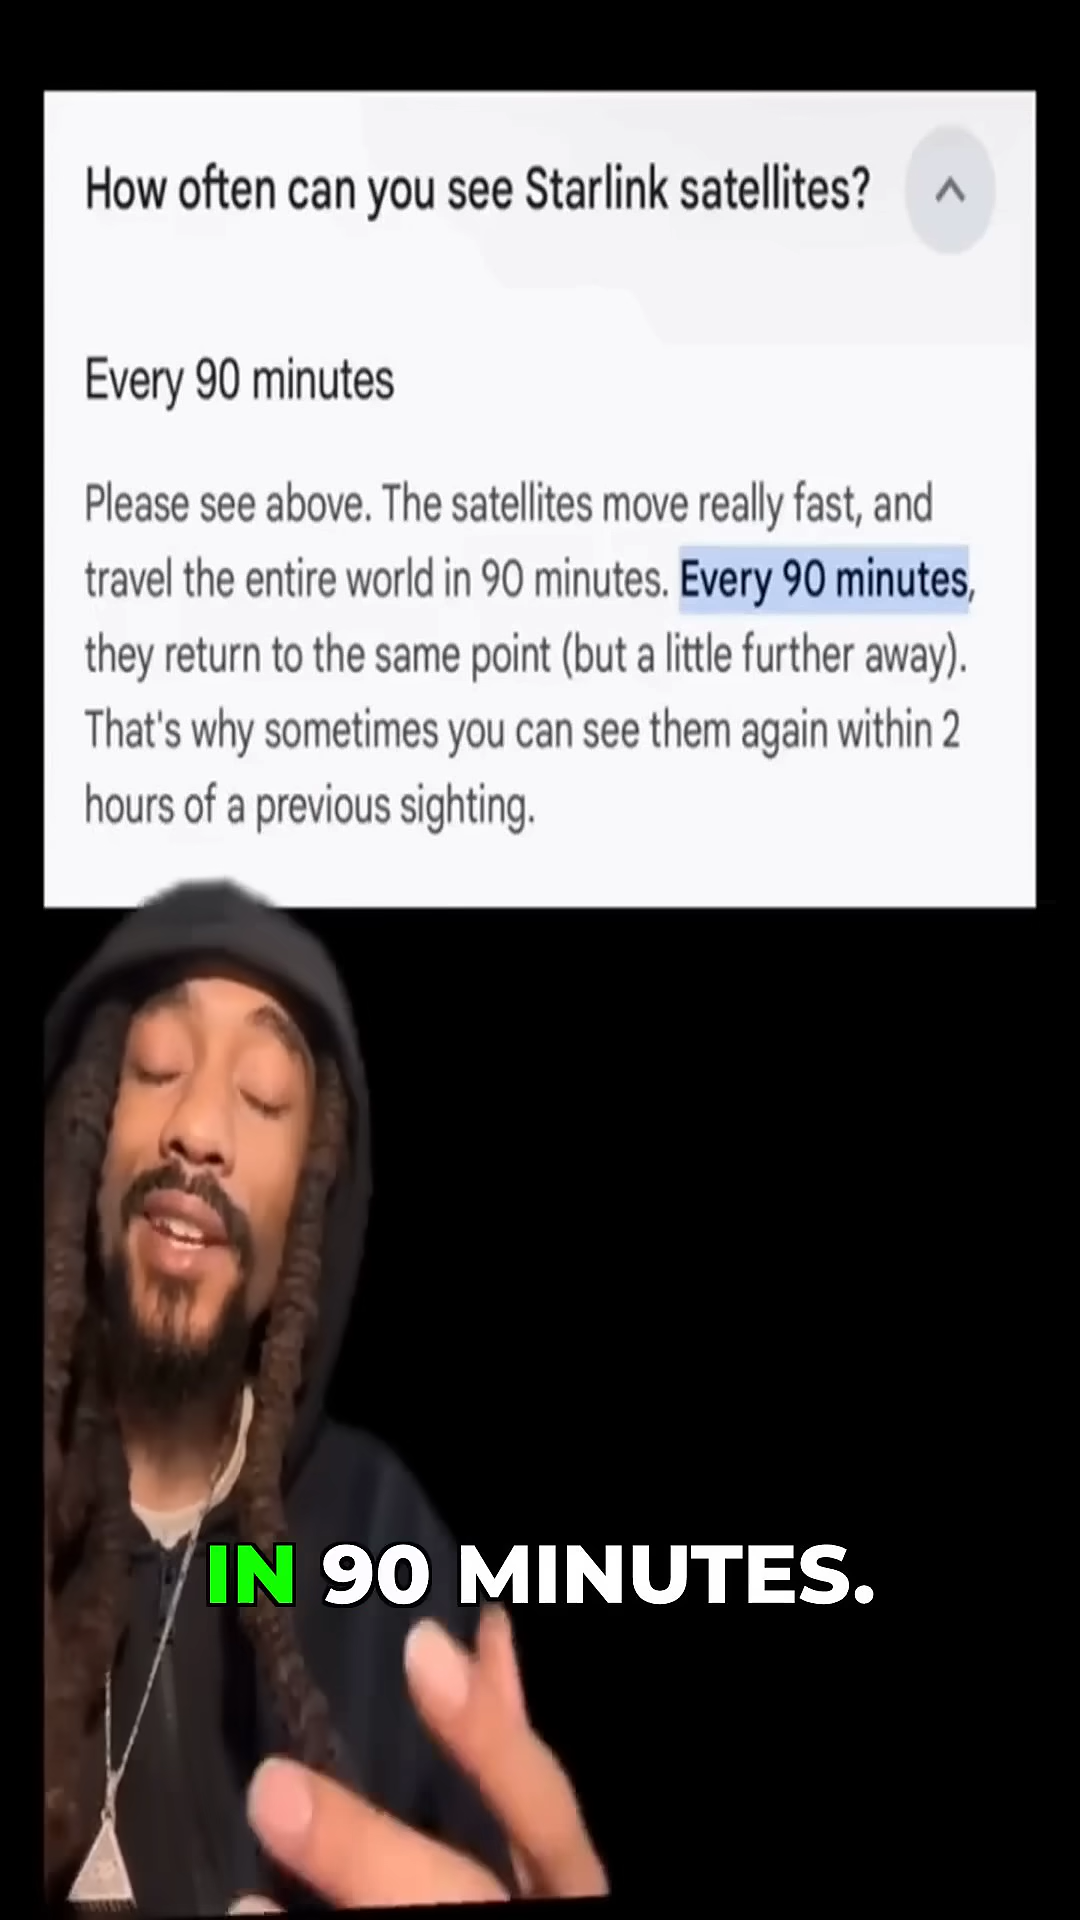 How often can you see Starlink satellites?
Every 90 minutes
Please see above. The satellites move really fast, and
travel the entire world in 90 minutes. Every 90 minutes,
they return to the same point (but a little further away).
That's why sometimes you can see them again within 2
hours of a previous sighting.
IN 90 MINUTES.